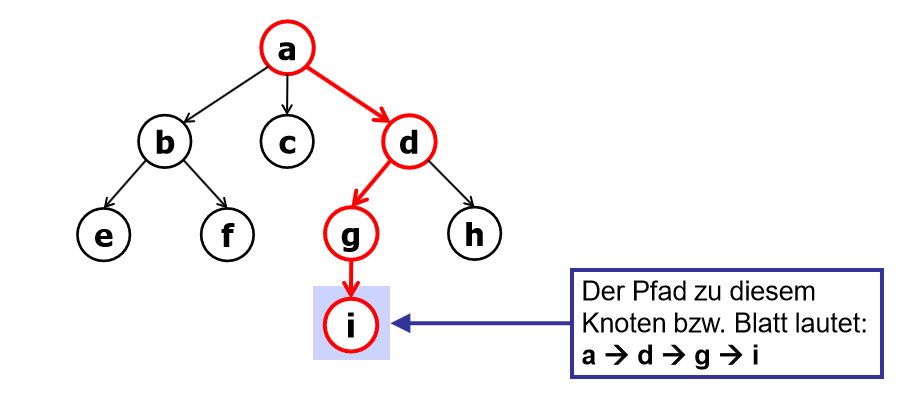 a
b
c
d
e
f
g
h
i
Der Pfad zu diesem
Knoten bzw. Blatt lautet:
a → d → g → i